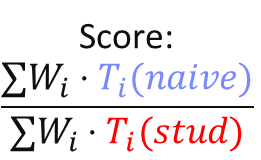 Score:
∑W_i · T_i(naive)
∑W_i · T_i(stud)